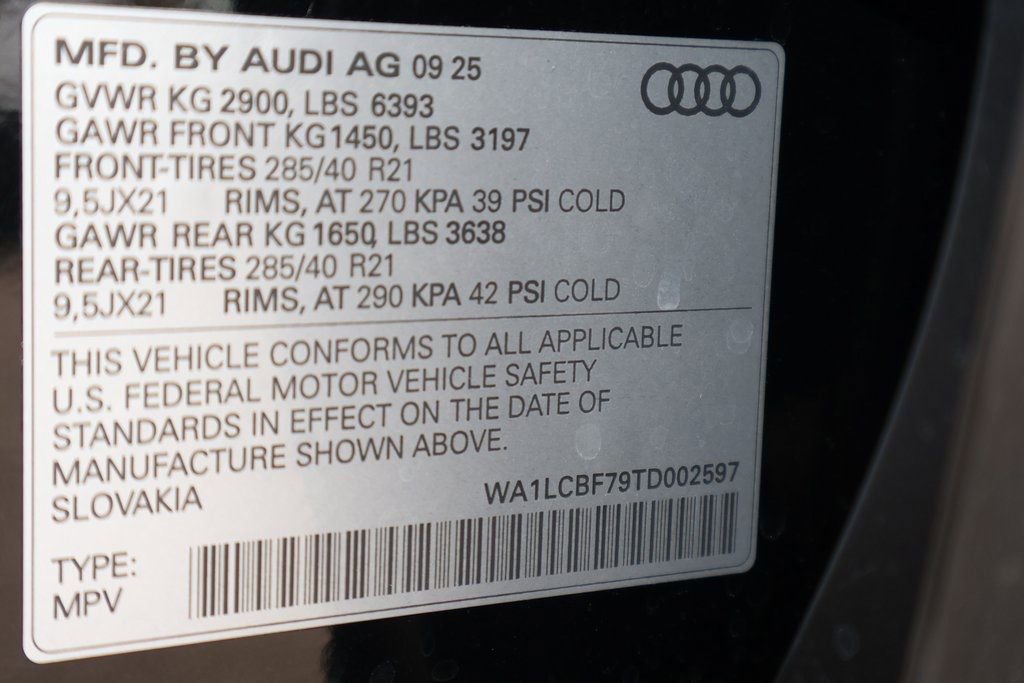 MFD. BY AUDI AG 09 25
GVWR KG 2900, LBS 6393
GAWR FRONT KG1450, LBS 3197
FRONT-TIRES 285/40 R21
9,5JX21 RIMS, AT 270 KPA 39 PSI COLD
GAWR REAR KG 1650, LBS 3638
REAR-TIRES 285/40 R21
9,5JX21 RIMS, AT 290 KPA 42 PSI COLD
THIS VEHICLE CONFORMS TO ALL APPLICABLE
U.S. FEDERAL MOTOR VEHICLE SAFETY
STANDARDS IN EFFECT ON THE DATE OF
MANUFACTURE SHOWN ABOVE.
SLOVAKIA WA1LCBF79TD002597
TYPE:
MPV